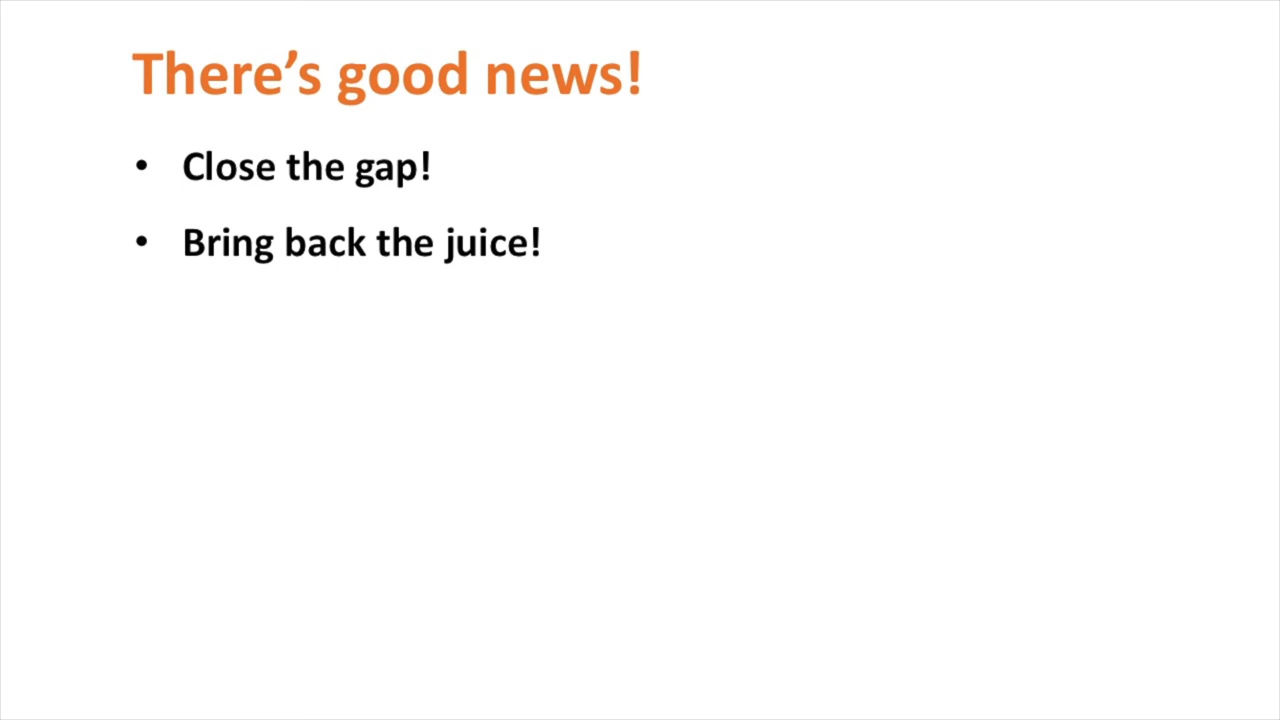 There’s good news!
• Close the gap!
• Bring back the juice!